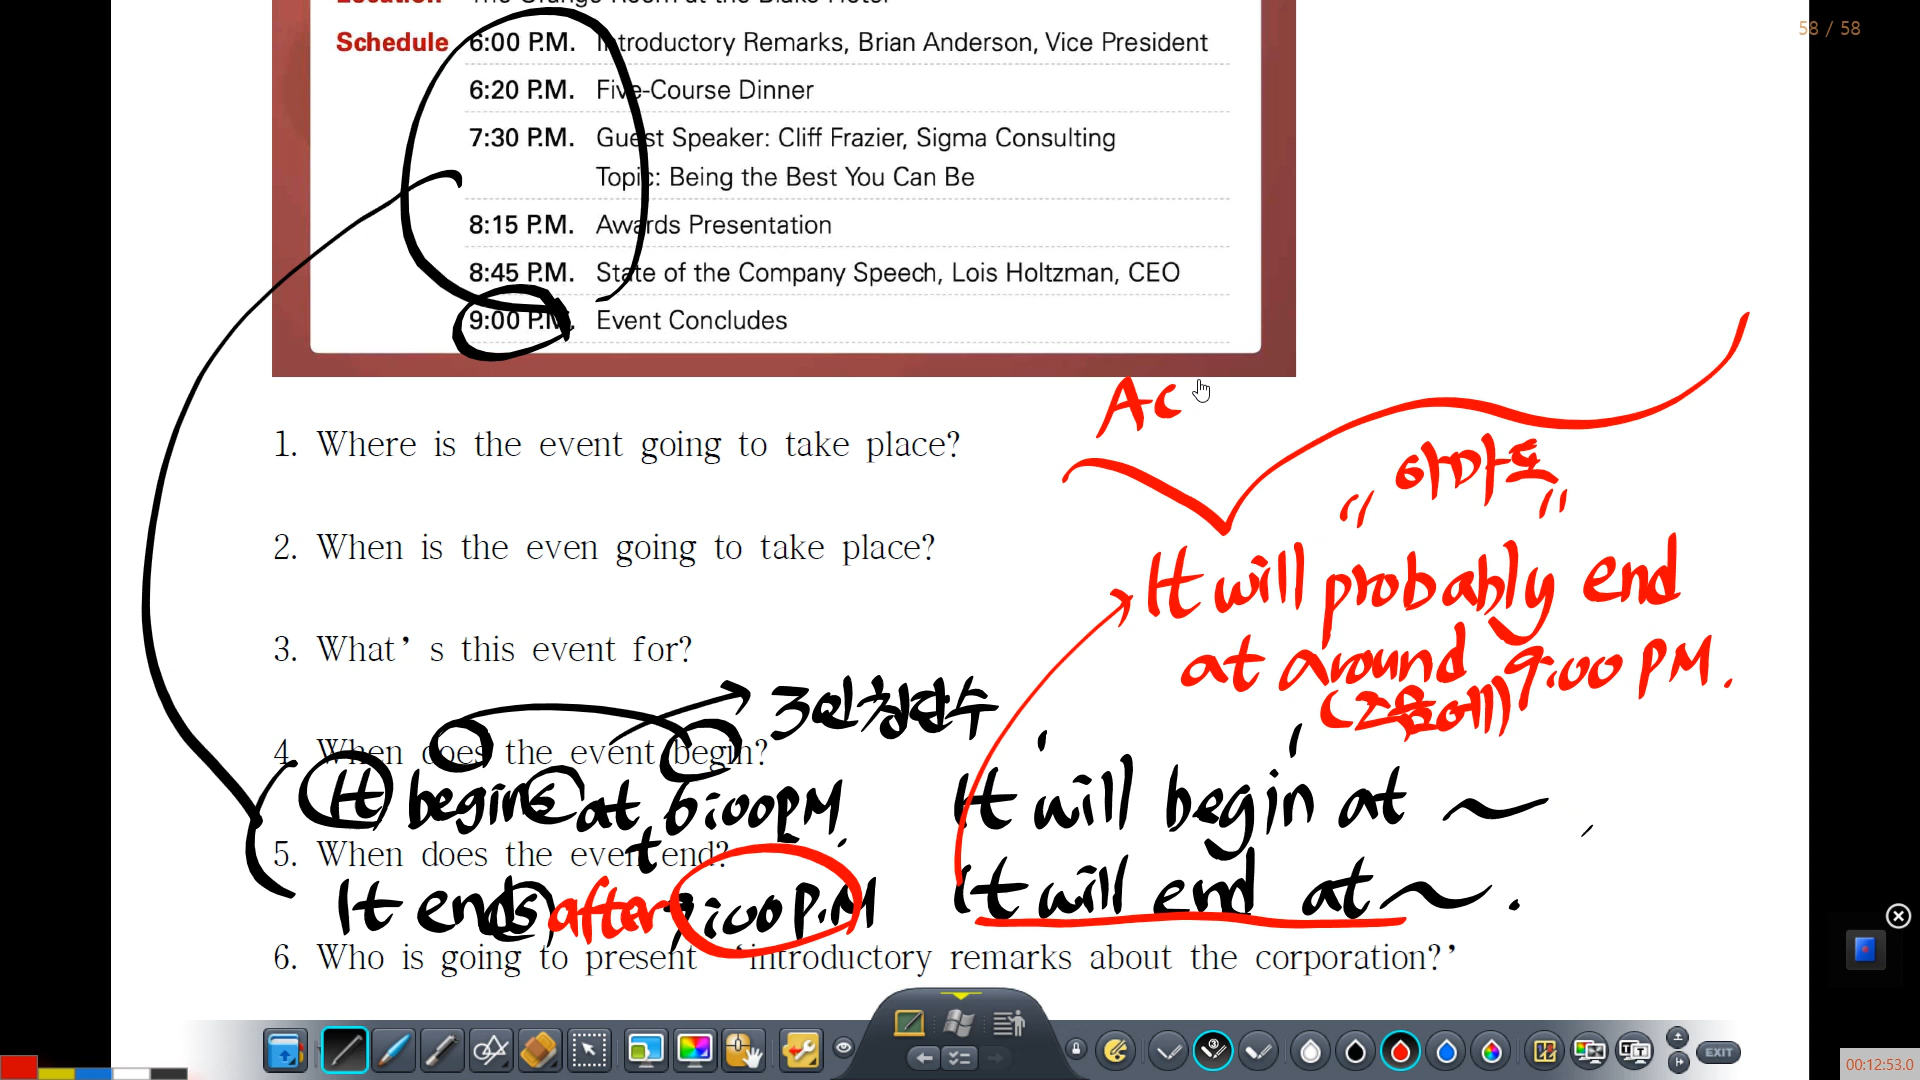 58 / 58
Schedule 6:00 P.M. Introductory Remarks, Brian Anderson, Vice President
6:20 P.M. Five-Course Dinner
7:30 P.M. Guest Speaker: Cliff Frazier, Sigma Consulting
Topic: Being the Best You Can Be
8:15 P.M. Awards Presentation
8:45 P.M. State of the Company Speech, Lois Holtzman, CEO
9:00 P.M. Event Concludes
Ac
1. Where is the event going to take place?
"아마도"
2. When is the even going to take place?
It will probably end
at around 9:00 PM.
(즈음에)
3. What's this event for?
3인칭단수
4. When does the event begin?
It begins at 6:00PM. It will begin at ~
5. When does the event end?
t
It ends after 9:00 P.M It will end at ~.
6. Who is going to present 'introductory remarks about the corporation?'
EXIT
00:12:53.0